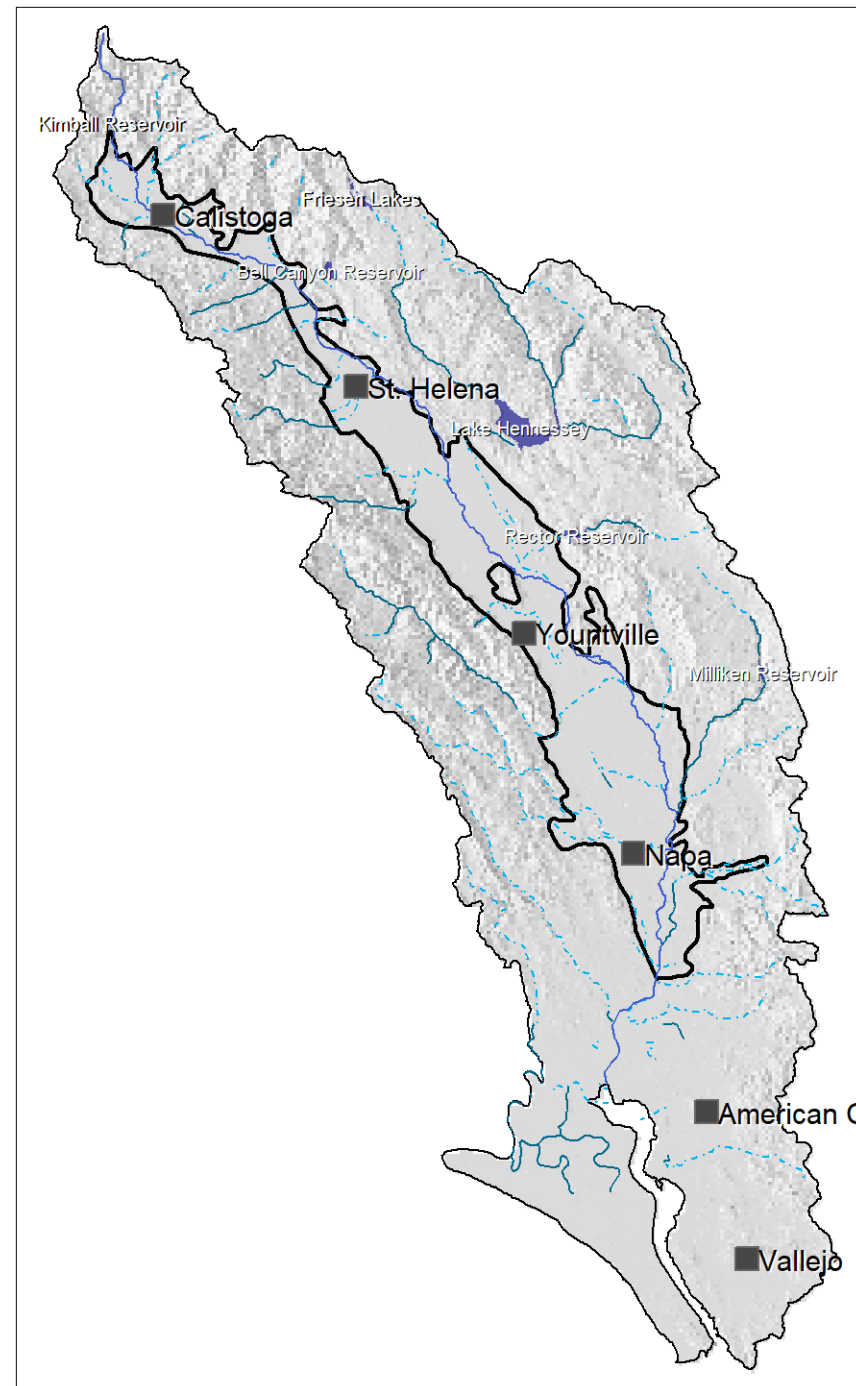 Kimball Reservoir
Friesen Lakes
Calistoga
Bell Canyon Reservoir
St. Helena
Lake Hennessey
Rector Reservoir
Yountville
Milliken Reservoir
Napa
American C
Vallejo